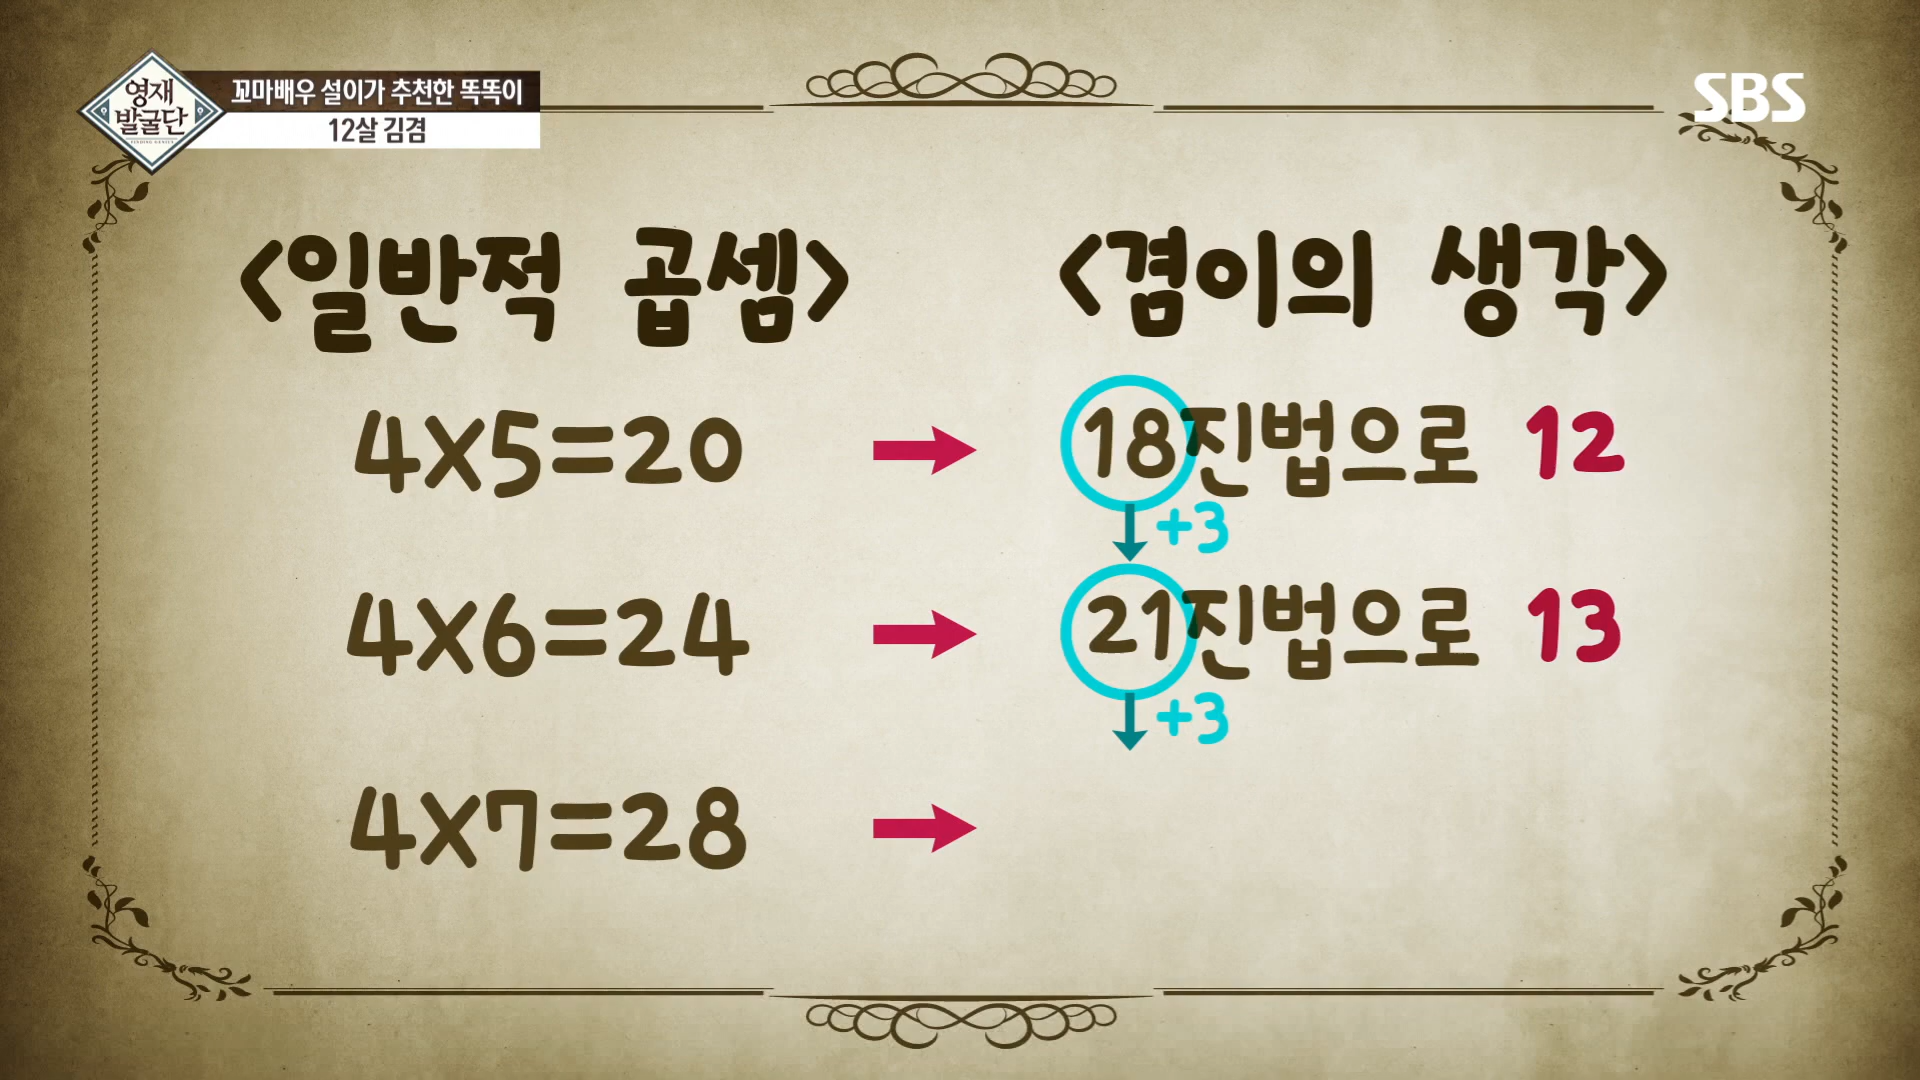 영재
발굴단
꼬마배우 설이가 추천한 똑똑이
12살 김겸
SBS
<일반적 곱셈>
<겸이의 생각>
4x5=20 → 18진법으로 12
+3
4x6=24 → 21진법으로 13
+3
4x7=28 →